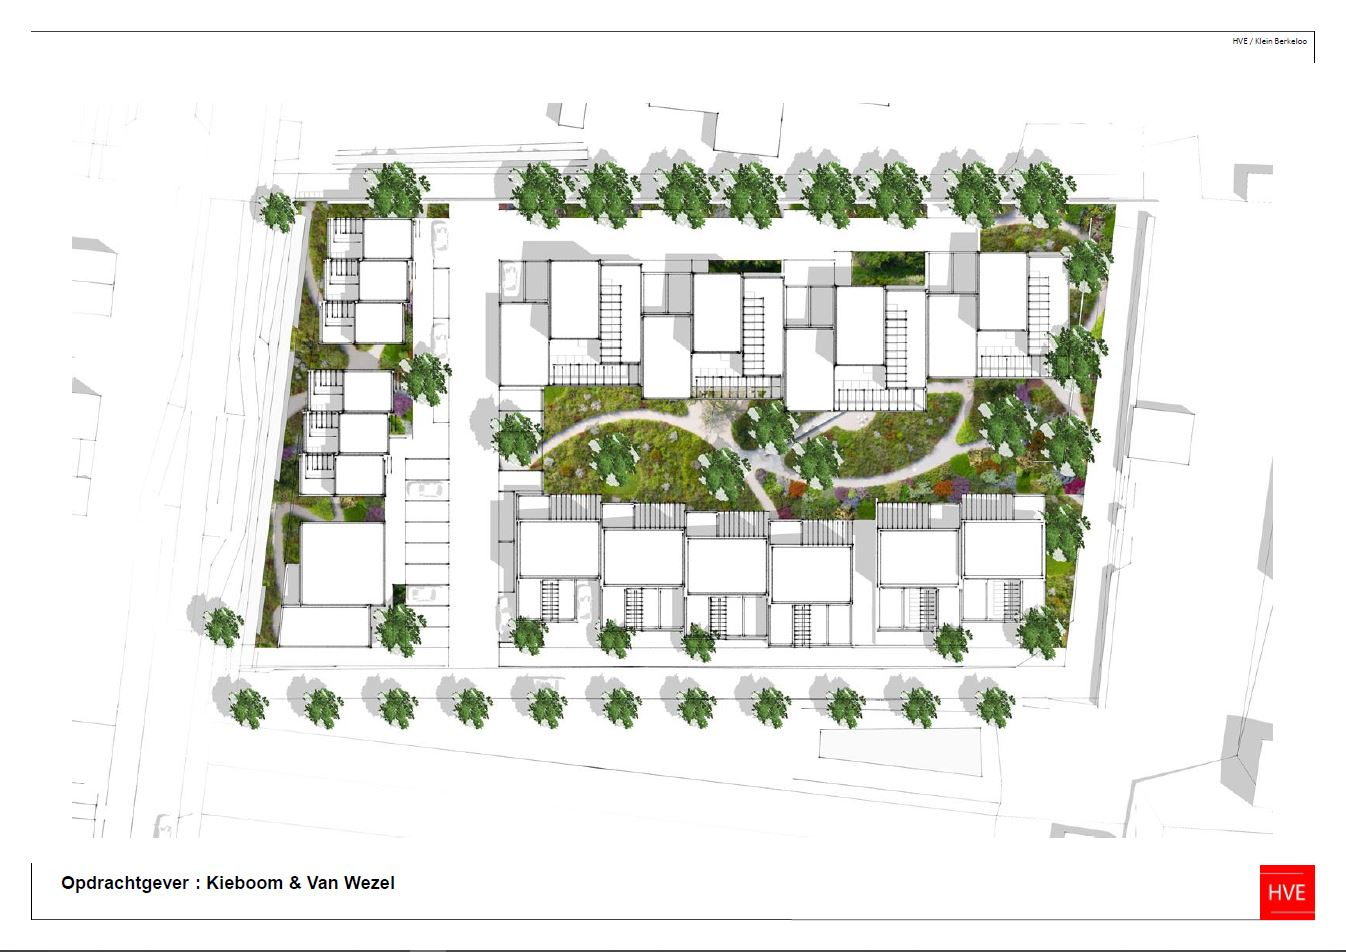 HVE / Klein Berkeloo
Opdrachtgever : Kieboom & Van Wezel
HVE